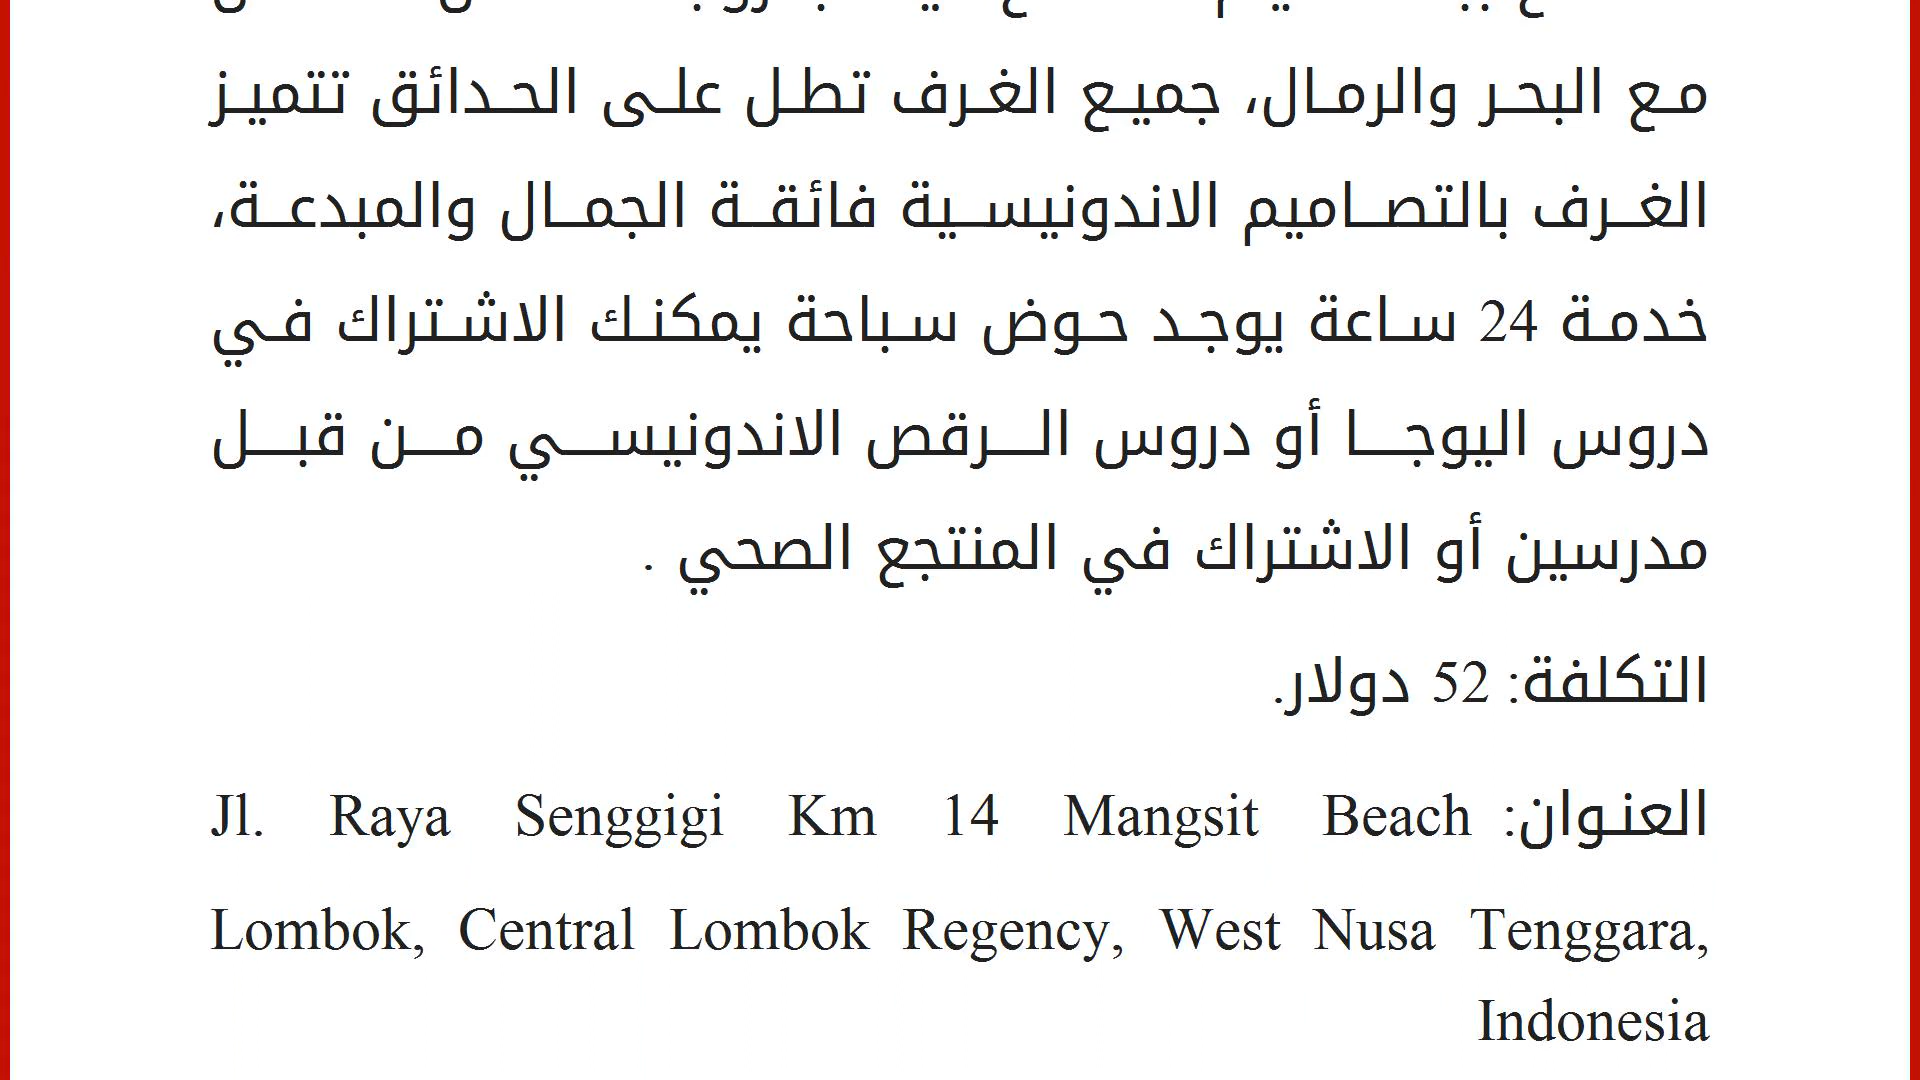 مع البحر والرمال، جميع الغرف تطل على الحدائق تتميز
الغرف بالتصاميم الاندونيسية فائقة الجمال والمبدعة،
خدمة 24 ساعة يوجد حوض سباحة يمكنك الاشتراك في
دروس اليوجا أو دروس الرقص الاندونيسي من قبل
مدرسين أو الاشتراك في المنتجع الصحي .
التكلفة: 52 دولار.
العنوان: Jl. Raya Senggigi Km 14 Mangsit Beach
Lombok, Central Lombok Regency, West Nusa Tenggara,
Indonesia